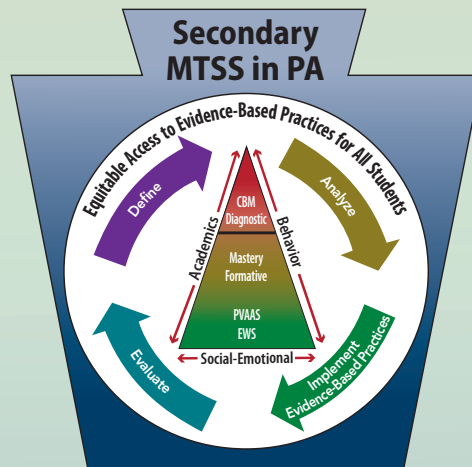 Secondary
MTSS in PA
Equitable Access to Evidence-Based Practices for All Students
Define
Analyze
CBM
Diagnostic
Academics
Behavior
Mastery
Formative
PVAAS
EWS
Social-Emotional
Evaluate
Implement
Evidence-Based Practices